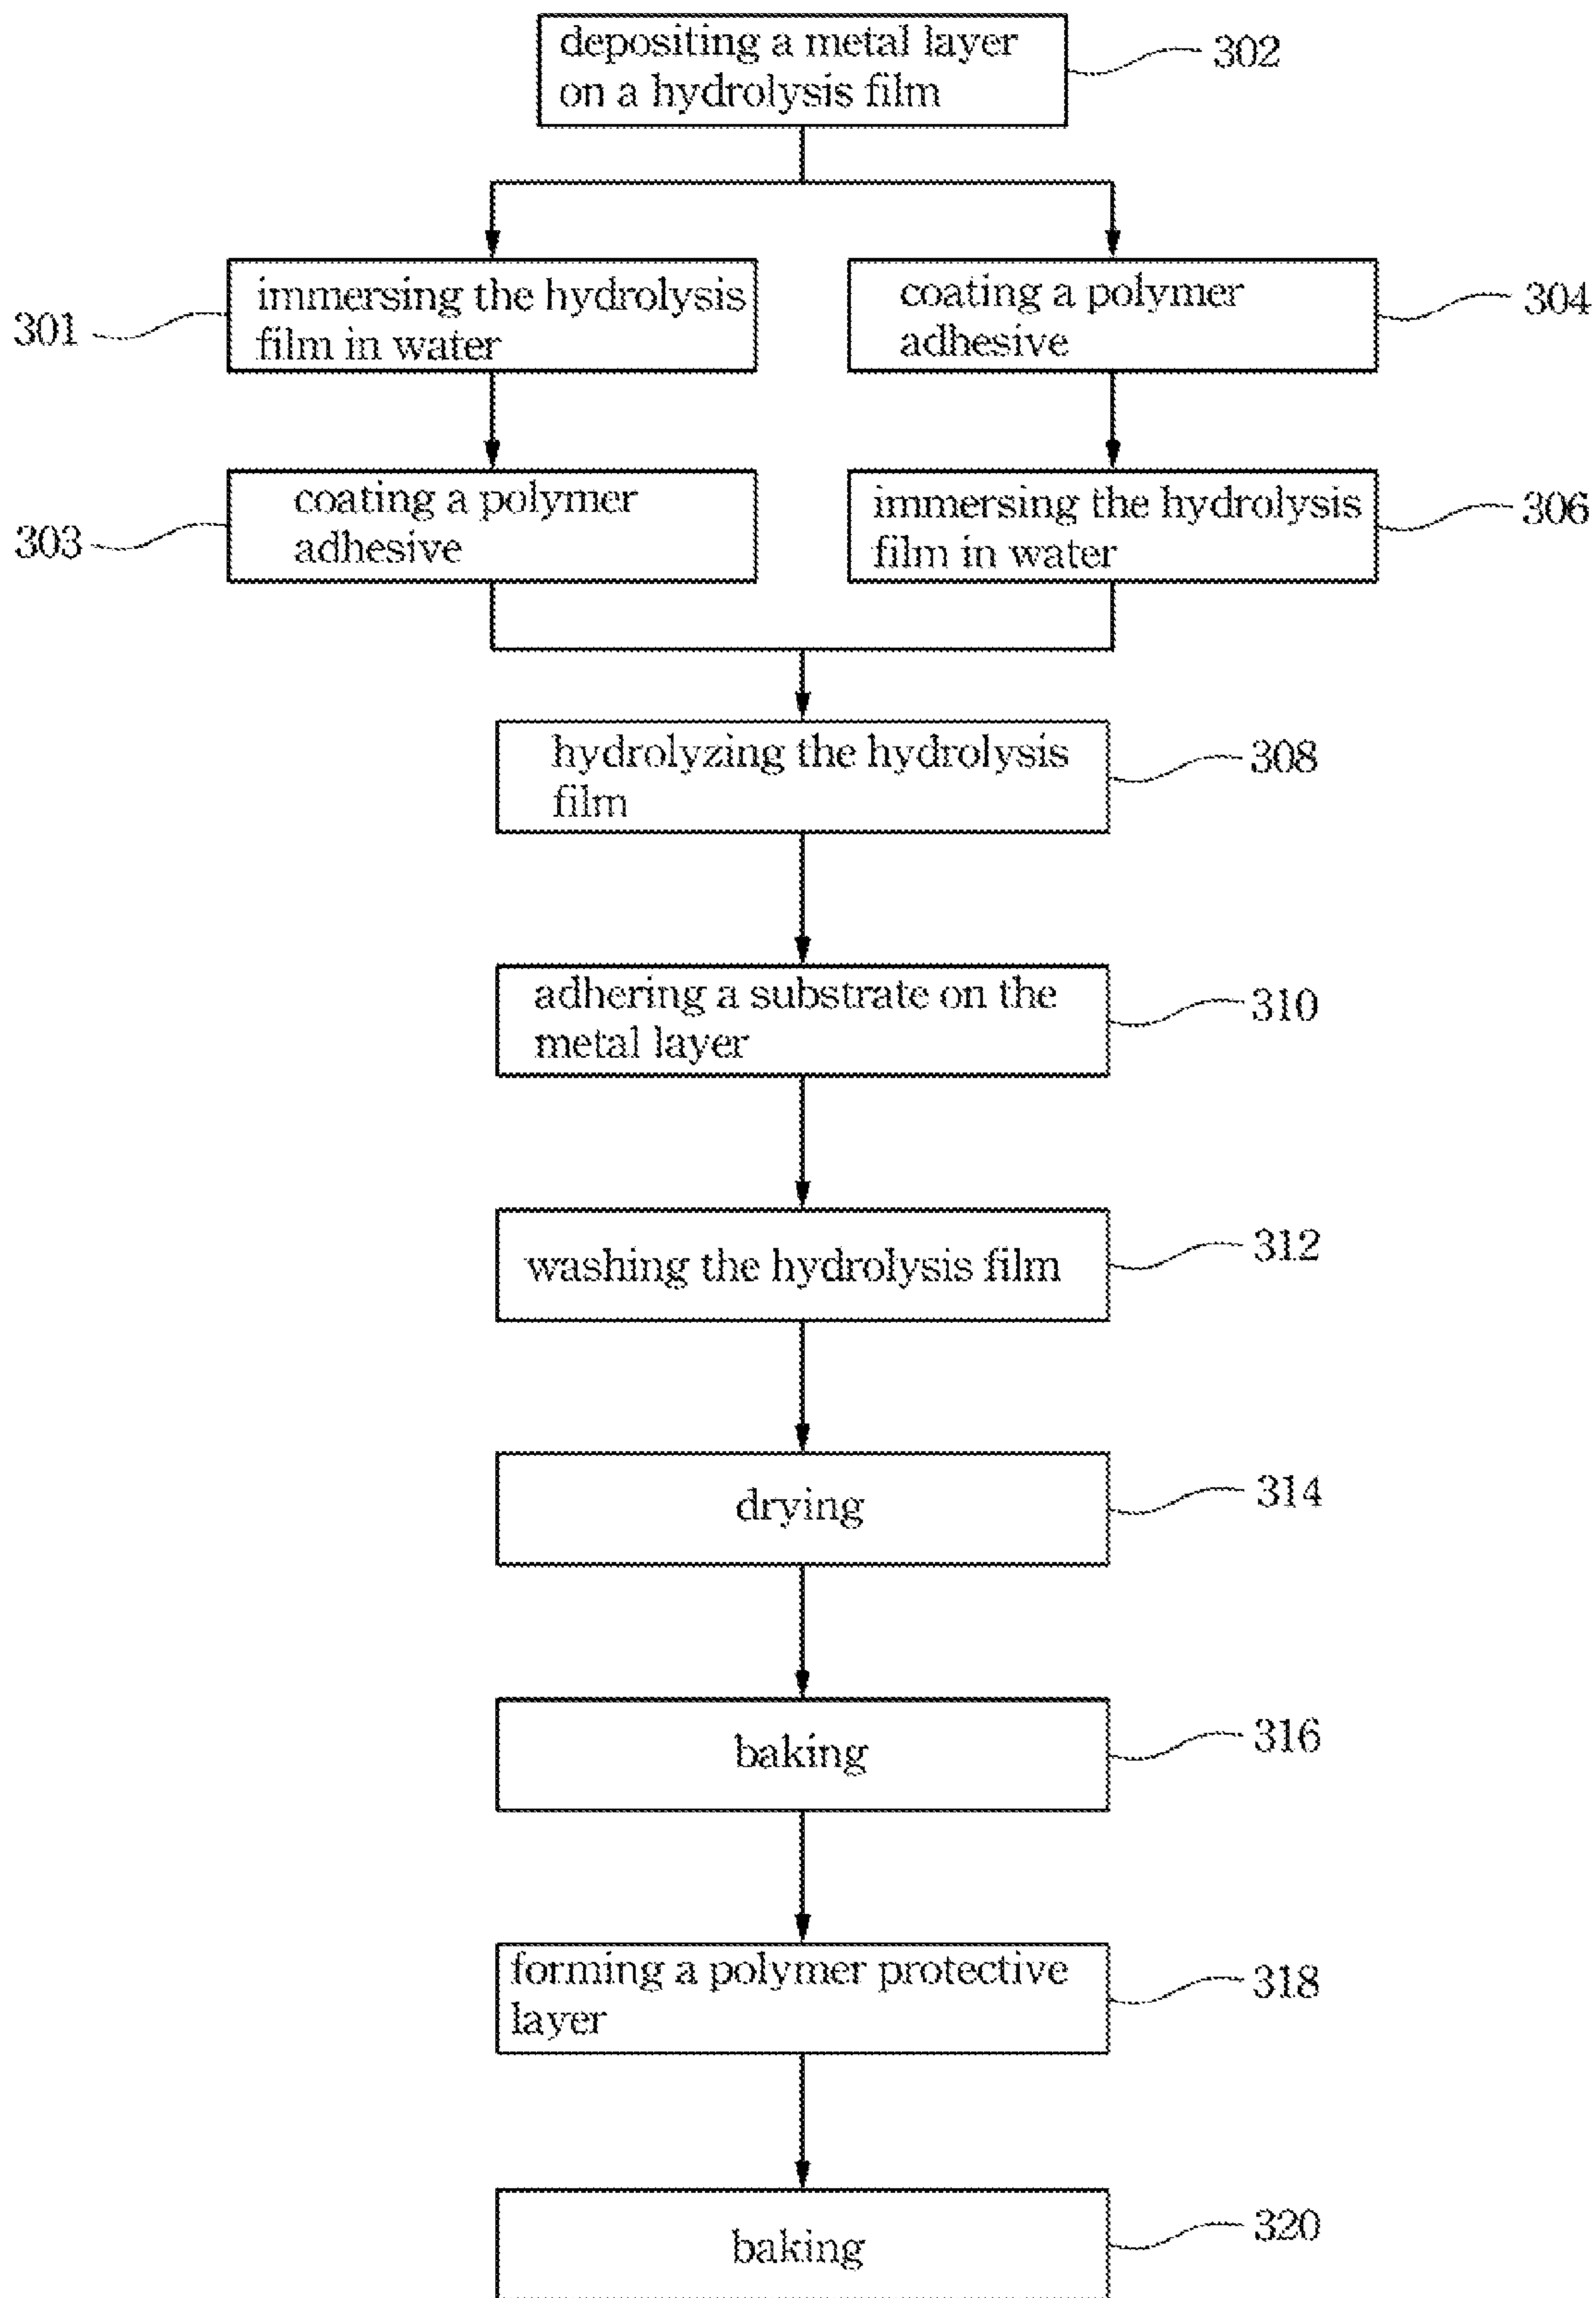 depositing a metal layer
on a hydrolysis film
302
immersing the hydrolysis
film in water
301
coating a polymer
adhesive
304
coating a polymer
adhesive
303
immersing the hydrolysis
film in water
306
hydrolyzing the hydrolysis
film
308
adhering a substrate on the
metal layer
310
washing the hydrolysis film
312
drying
314
baking
316
forming a polymer protective
layer
318
baking
320